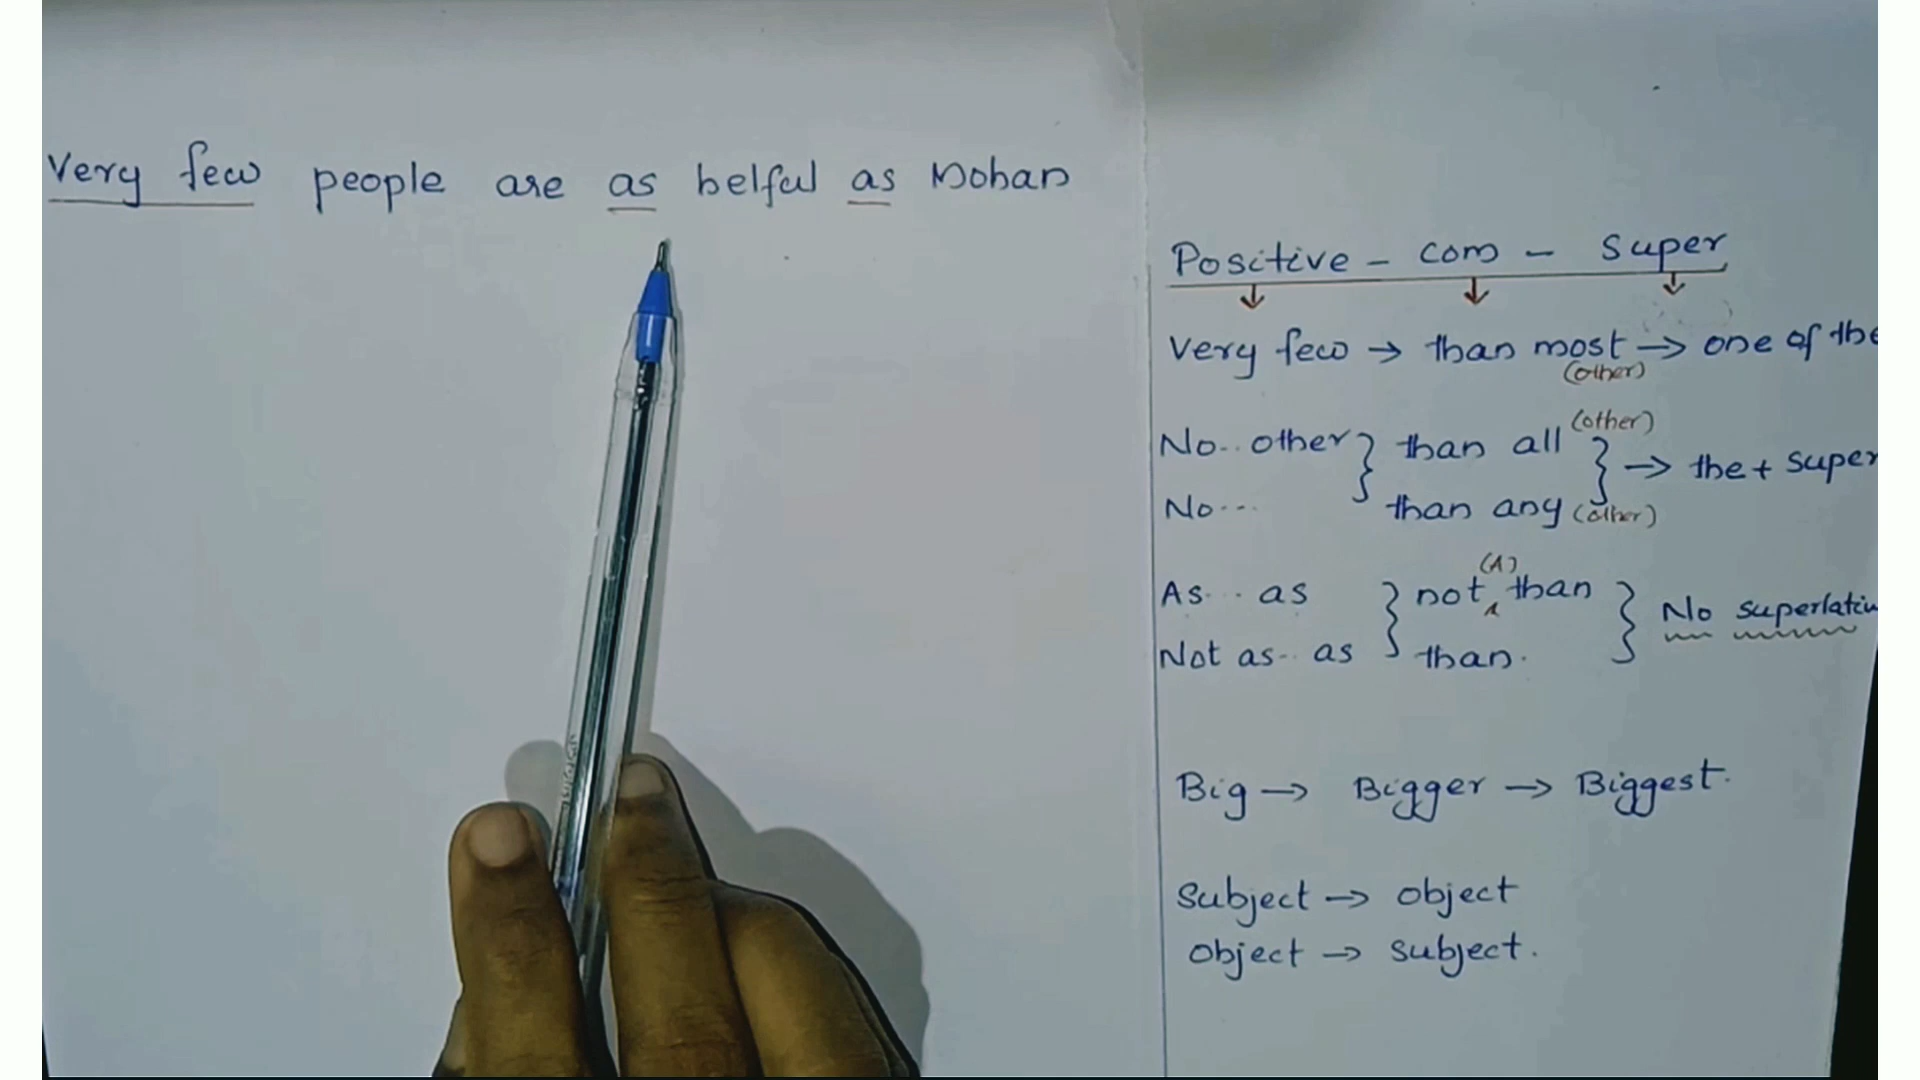 Very few people are as helful as Mohan
Positive - com - super
Very few → than most → one of the
(other)
No.. other } than all (other) } → the + super
No... than any (other)
As... as } not (A) than } No superlativ
Not as.. as than.
Big → Bigger → Biggest.
Subject → object
object → subject.